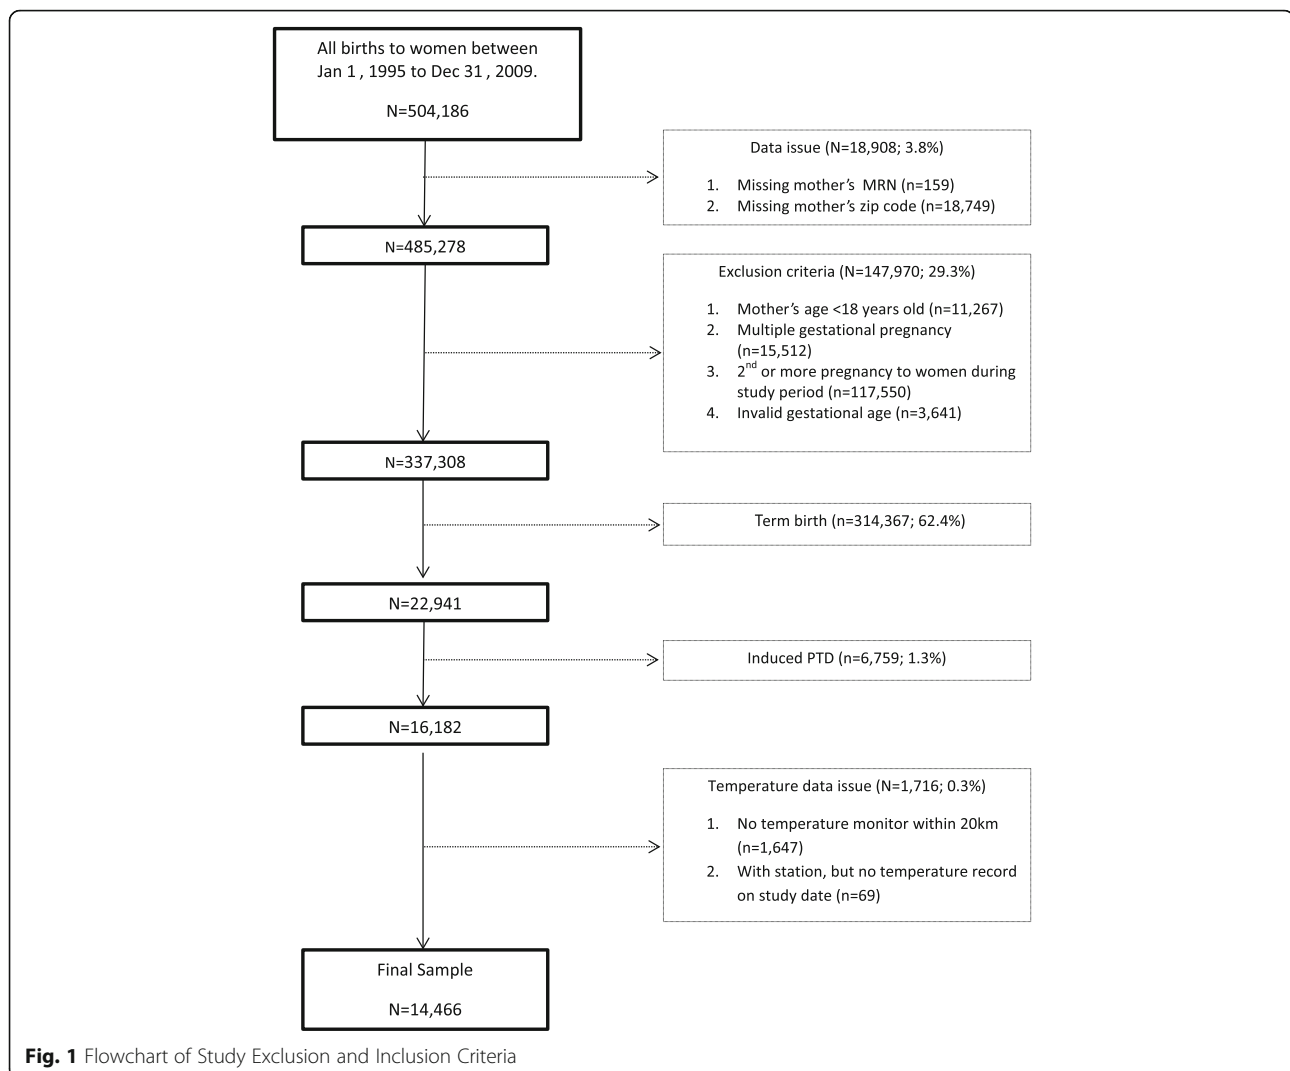 All births to women between
Jan 1 , 1995 to Dec 31 , 2009.
N=504,186
Data issue (N=18,908; 3.8%)
1. Missing mother's MRN (n=159)
2. Missing mother's zip code (n=18,749)
N=485,278
Exclusion criteria (N=147,970; 29.3%)
1. Mother's age <18 years old (n=11,267)
2. Multiple gestational pregnancy
(n=15,512)
3. 2nd or more pregnancy to women during
study period (n=117,550)
4. Invalid gestational age (n=3,641)
N=337,308
Term birth (n=314,367; 62.4%)
N=22,941
Induced PTD (n=6,759; 1.3%)
N=16,182
Temperature data issue (N=1,716; 0.3%)
1. No temperature monitor within 20km
(n=1,647)
2. With station, but no temperature record
on study date (n=69)
Final Sample
N=14,466
Fig. 1 Flowchart of Study Exclusion and Inclusion Criteria